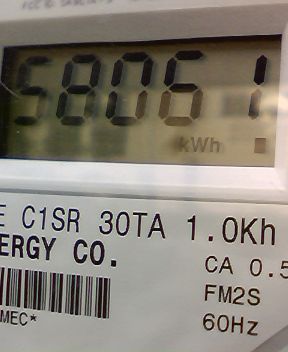 58061
kWh
E C1SR 30TA 1.0Kh
ERGY CO.
CA 0.5
FM2S
MEC*
60Hz